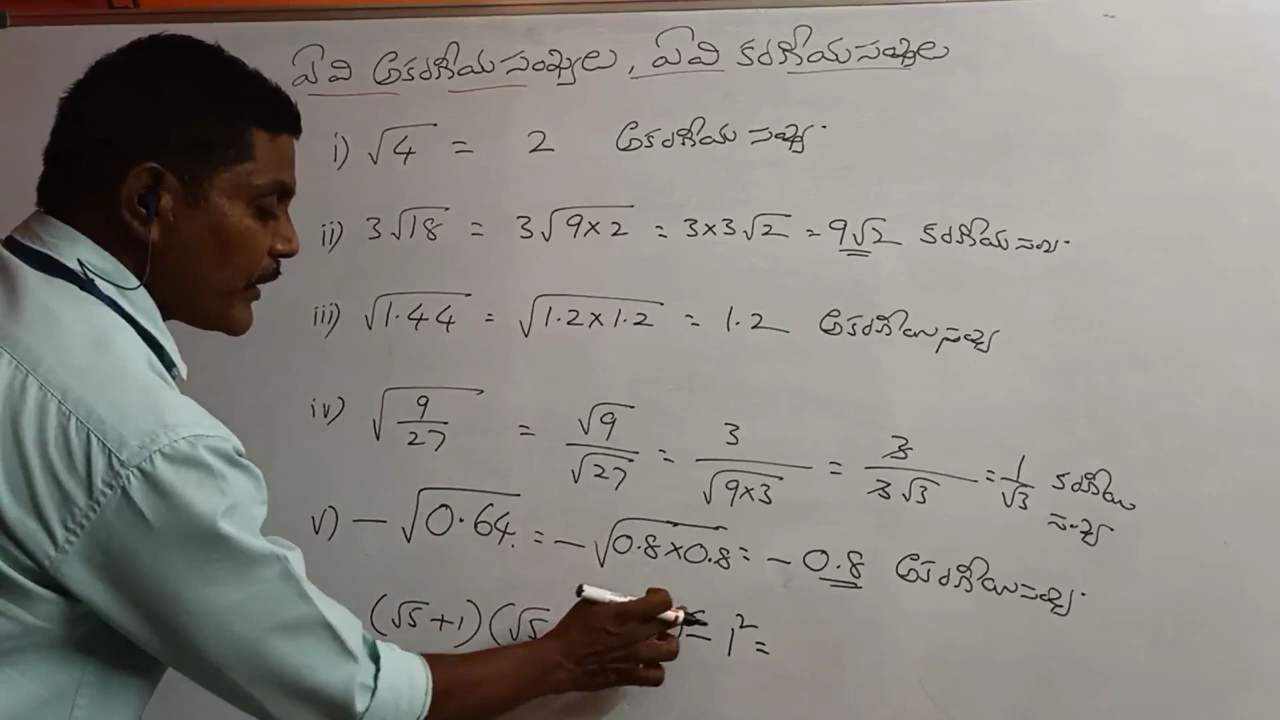 ఏవి అకరణీయ సంఖ్యలు, ఏవి కరణీయ సంఖ్యలు
i) √4 = 2 అకరణీయ సంఖ్య.
ii) 3√18 = 3√9×2 = 3×3√2 = 9√2 కరణీయ సంఖ్య.
iii) √1.44 = √1.2×1.2 = 1.2 అకరణీయ సంఖ్య
iv) √9/27 = √9/√27 = 3/√9×3 = 3/3√3 = 1/√3 కరణీయ సంఖ్య
v) −√0.64 = −√0.8×0.8 = −0.8 అకరణీయ సంఖ్య.
(√5+1)(√5 − 1² =